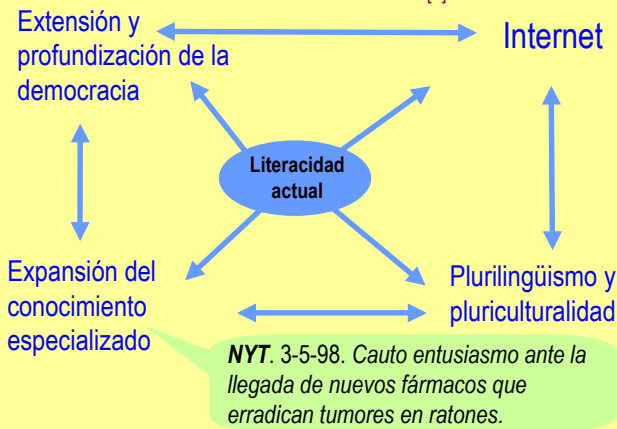 Extensión y
profundización de la
democracia
Internet
Literacidad
actual
Expansión del
conocimiento
especializado
Plurilingüismo y
pluriculturalidad
NYT. 3-5-98. Cauto entusiasmo ante la
llegada de nuevos fármacos que
erradican tumores en ratones.